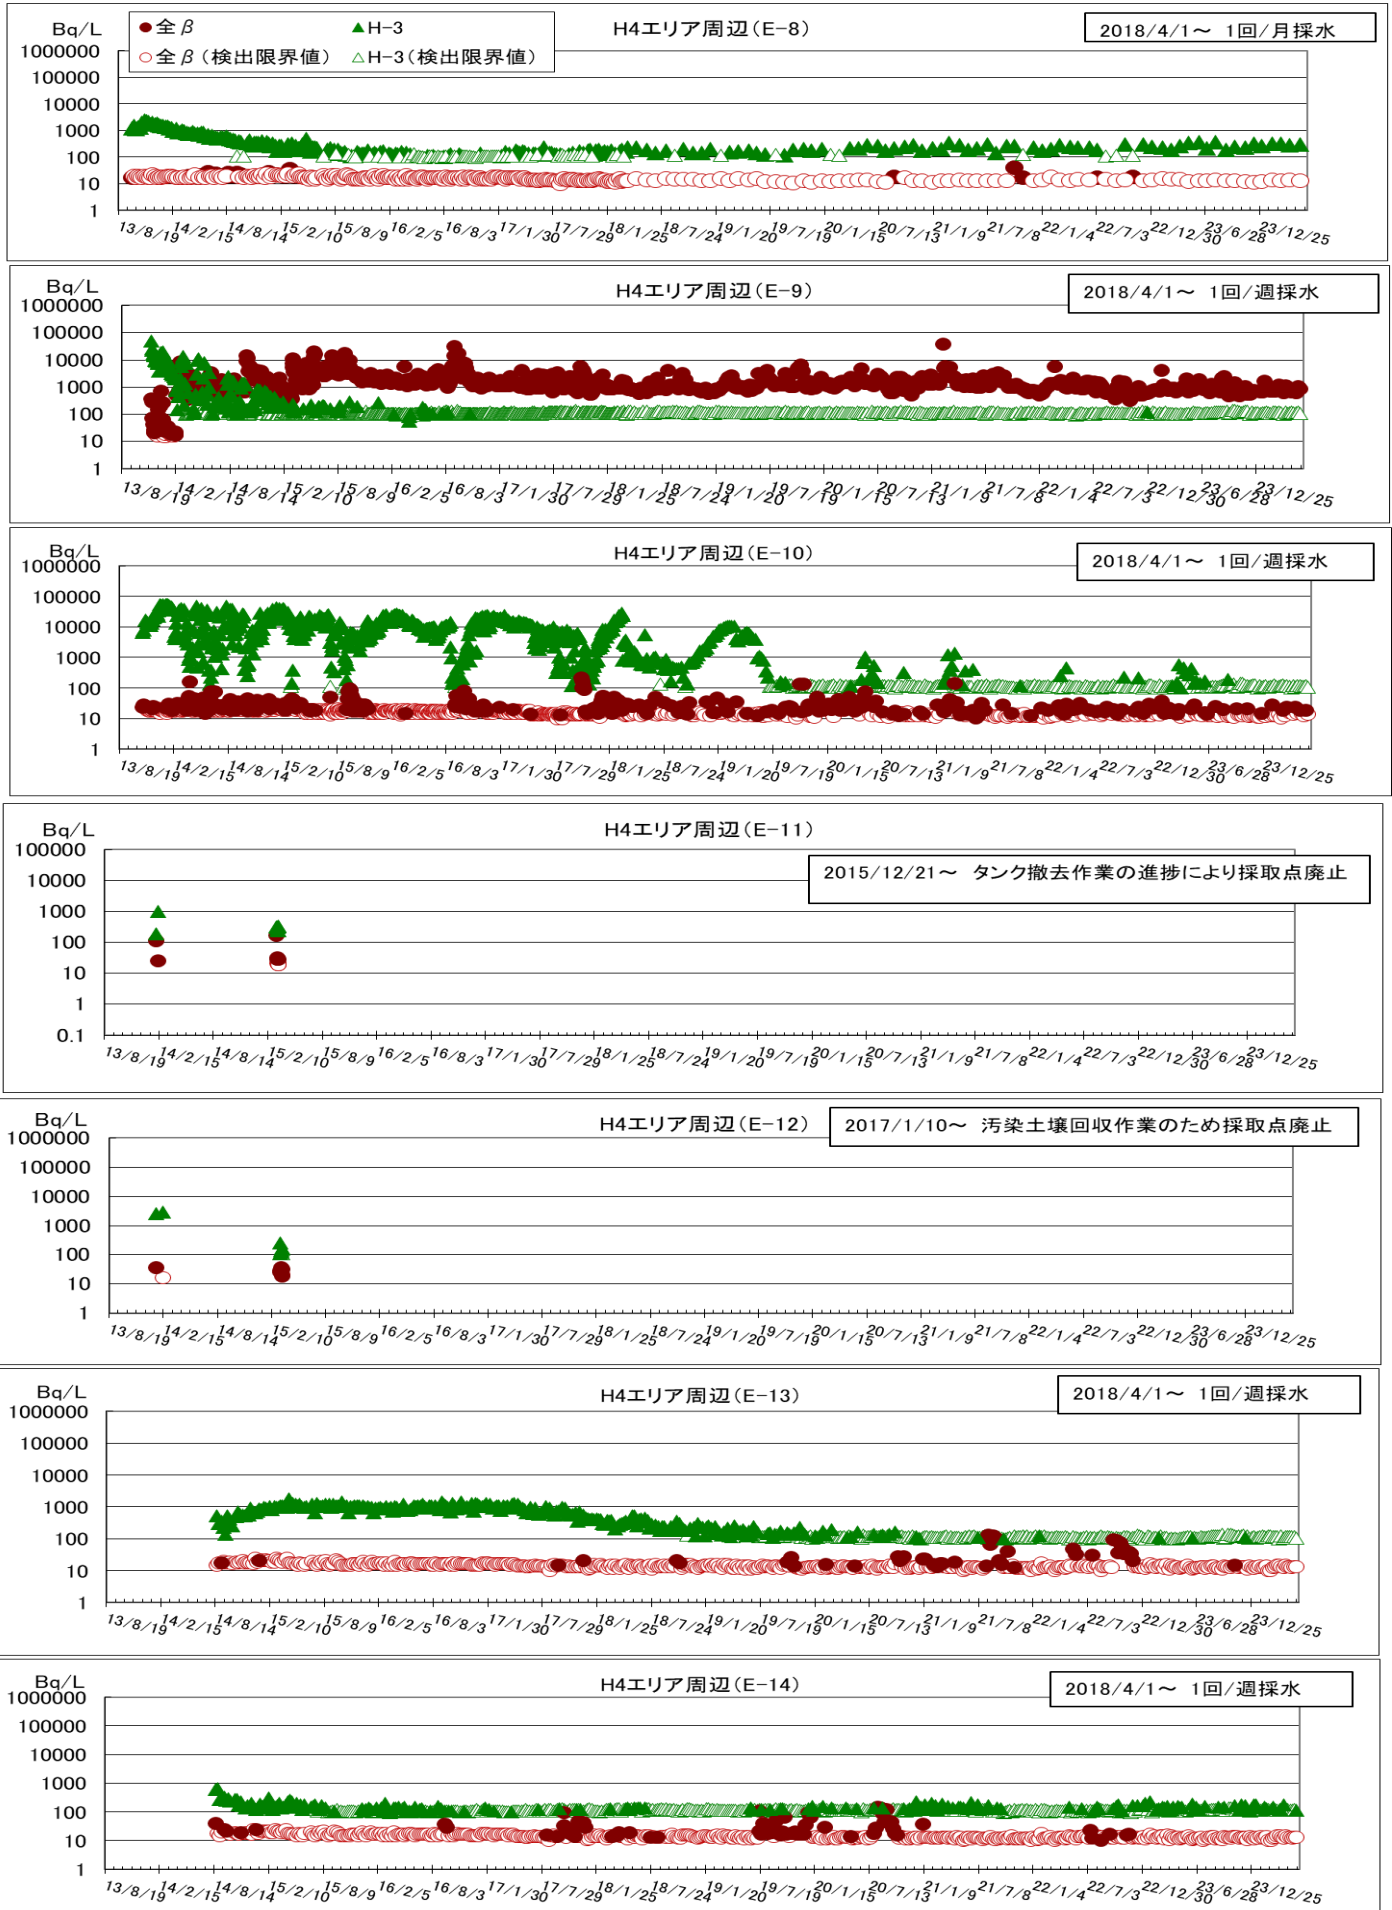 Bq/L
●全β ▲H-3
○全β(検出限界値) △H-3(検出限界値)
H4エリア周辺(E-8)
2018/4/1～ 1回/月採水
1000000
100000
10000
1000
100
10
1
13/8/19 14/2/15 14/8/14 15/2/10 15/8/9 16/2/5 16/8/3 17/1/30 17/7/29 18/1/25 18/7/24 19/1/20 19/7/19 20/1/15 20/7/13 21/1/9 21/7/8 22/1/4 22/7/3 22/12/30 23/6/28 23/12/25
Bq/L
H4エリア周辺(E-9)
2018/4/1～ 1回/週採水
1000000
100000
10000
1000
100
10
1
13/8/19 14/2/15 14/8/14 15/2/10 15/8/9 16/2/5 16/8/3 17/1/30 17/7/29 18/1/25 18/7/24 19/1/20 19/7/19 20/1/15 20/7/13 21/1/9 21/7/8 22/1/4 22/7/3 22/12/30 23/6/28 23/12/25
Bq/L
H4エリア周辺(E-10)
2018/4/1～ 1回/週採水
1000000
100000
10000
1000
100
10
1
13/8/19 14/2/15 14/8/14 15/2/10 15/8/9 16/2/5 16/8/3 17/1/30 17/7/29 18/1/25 18/7/24 19/1/20 19/7/19 20/1/15 20/7/13 21/1/9 21/7/8 22/1/4 22/7/3 22/12/30 23/6/28 23/12/25
Bq/L
H4エリア周辺(E-11)
2015/12/21～ タンク撤去作業の進捗により採取点廃止
100000
10000
1000
100
10
1
0.1
13/8/19 14/2/15 14/8/14 15/2/10 15/8/9 16/2/5 16/8/3 17/1/30 17/7/29 18/1/25 18/7/24 19/1/20 19/7/19 20/1/15 20/7/13 21/1/9 21/7/8 22/1/4 22/7/3 22/12/30 23/6/28 23/12/25
Bq/L
H4エリア周辺(E-12)
2017/1/10～ 汚染土壌回収作業のため採取点廃止
1000000
100000
10000
1000
100
10
1
13/8/19 14/2/15 14/8/14 15/2/10 15/8/9 16/2/5 16/8/3 17/1/30 17/7/29 18/1/25 18/7/24 19/1/20 19/7/19 20/1/15 20/7/13 21/1/9 21/7/8 22/1/4 22/7/3 22/12/30 23/6/28 23/12/25
Bq/L
H4エリア周辺(E-13)
2018/4/1～ 1回/週採水
1000000
100000
10000
1000
100
10
1
13/8/19 14/2/15 14/8/14 15/2/10 15/8/9 16/2/5 16/8/3 17/1/30 17/7/29 18/1/25 18/7/24 19/1/20 19/7/19 20/1/15 20/7/13 21/1/9 21/7/8 22/1/4 22/7/3 22/12/30 23/6/28 23/12/25
Bq/L
H4エリア周辺(E-14)
2018/4/1～ 1回/週採水
1000000
100000
10000
1000
100
10
1
13/8/19 14/2/15 14/8/14 15/2/10 15/8/9 16/2/5 16/8/3 17/1/30 17/7/29 18/1/25 18/7/24 19/1/20 19/7/19 20/1/15 20/7/13 21/1/9 21/7/8 22/1/4 22/7/3 22/12/30 23/6/28 23/12/25